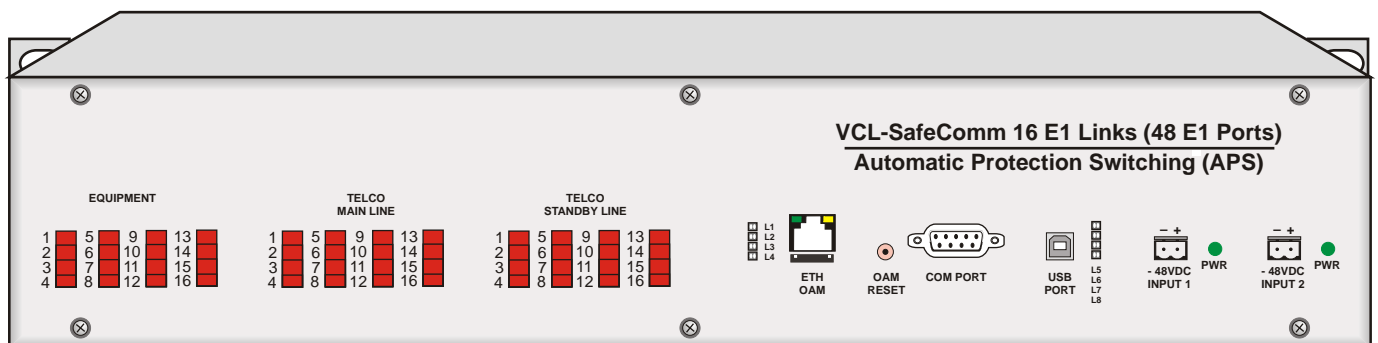 VCL-SafeComm 16 E1 Links (48 E1 Ports)
Automatic Protection Switching (APS)
EQUIPMENT
1 5 9 13
2 6 10 14
3 7 11 15
4 8 12 16
TELCO
MAIN LINE
1 5 9 13
2 6 10 14
3 7 11 15
4 8 12 16
TELCO
STANDBY LINE
1 5 9 13
2 6 10 14
3 7 11 15
4 8 12 16
L1
L2
L3
L4
ETH
OAM
OAM
RESET
COM PORT
USB
PORT
L5
L6
L7
L8
– +
- 48VDC
INPUT 1
PWR
– +
- 48VDC
INPUT 2
PWR